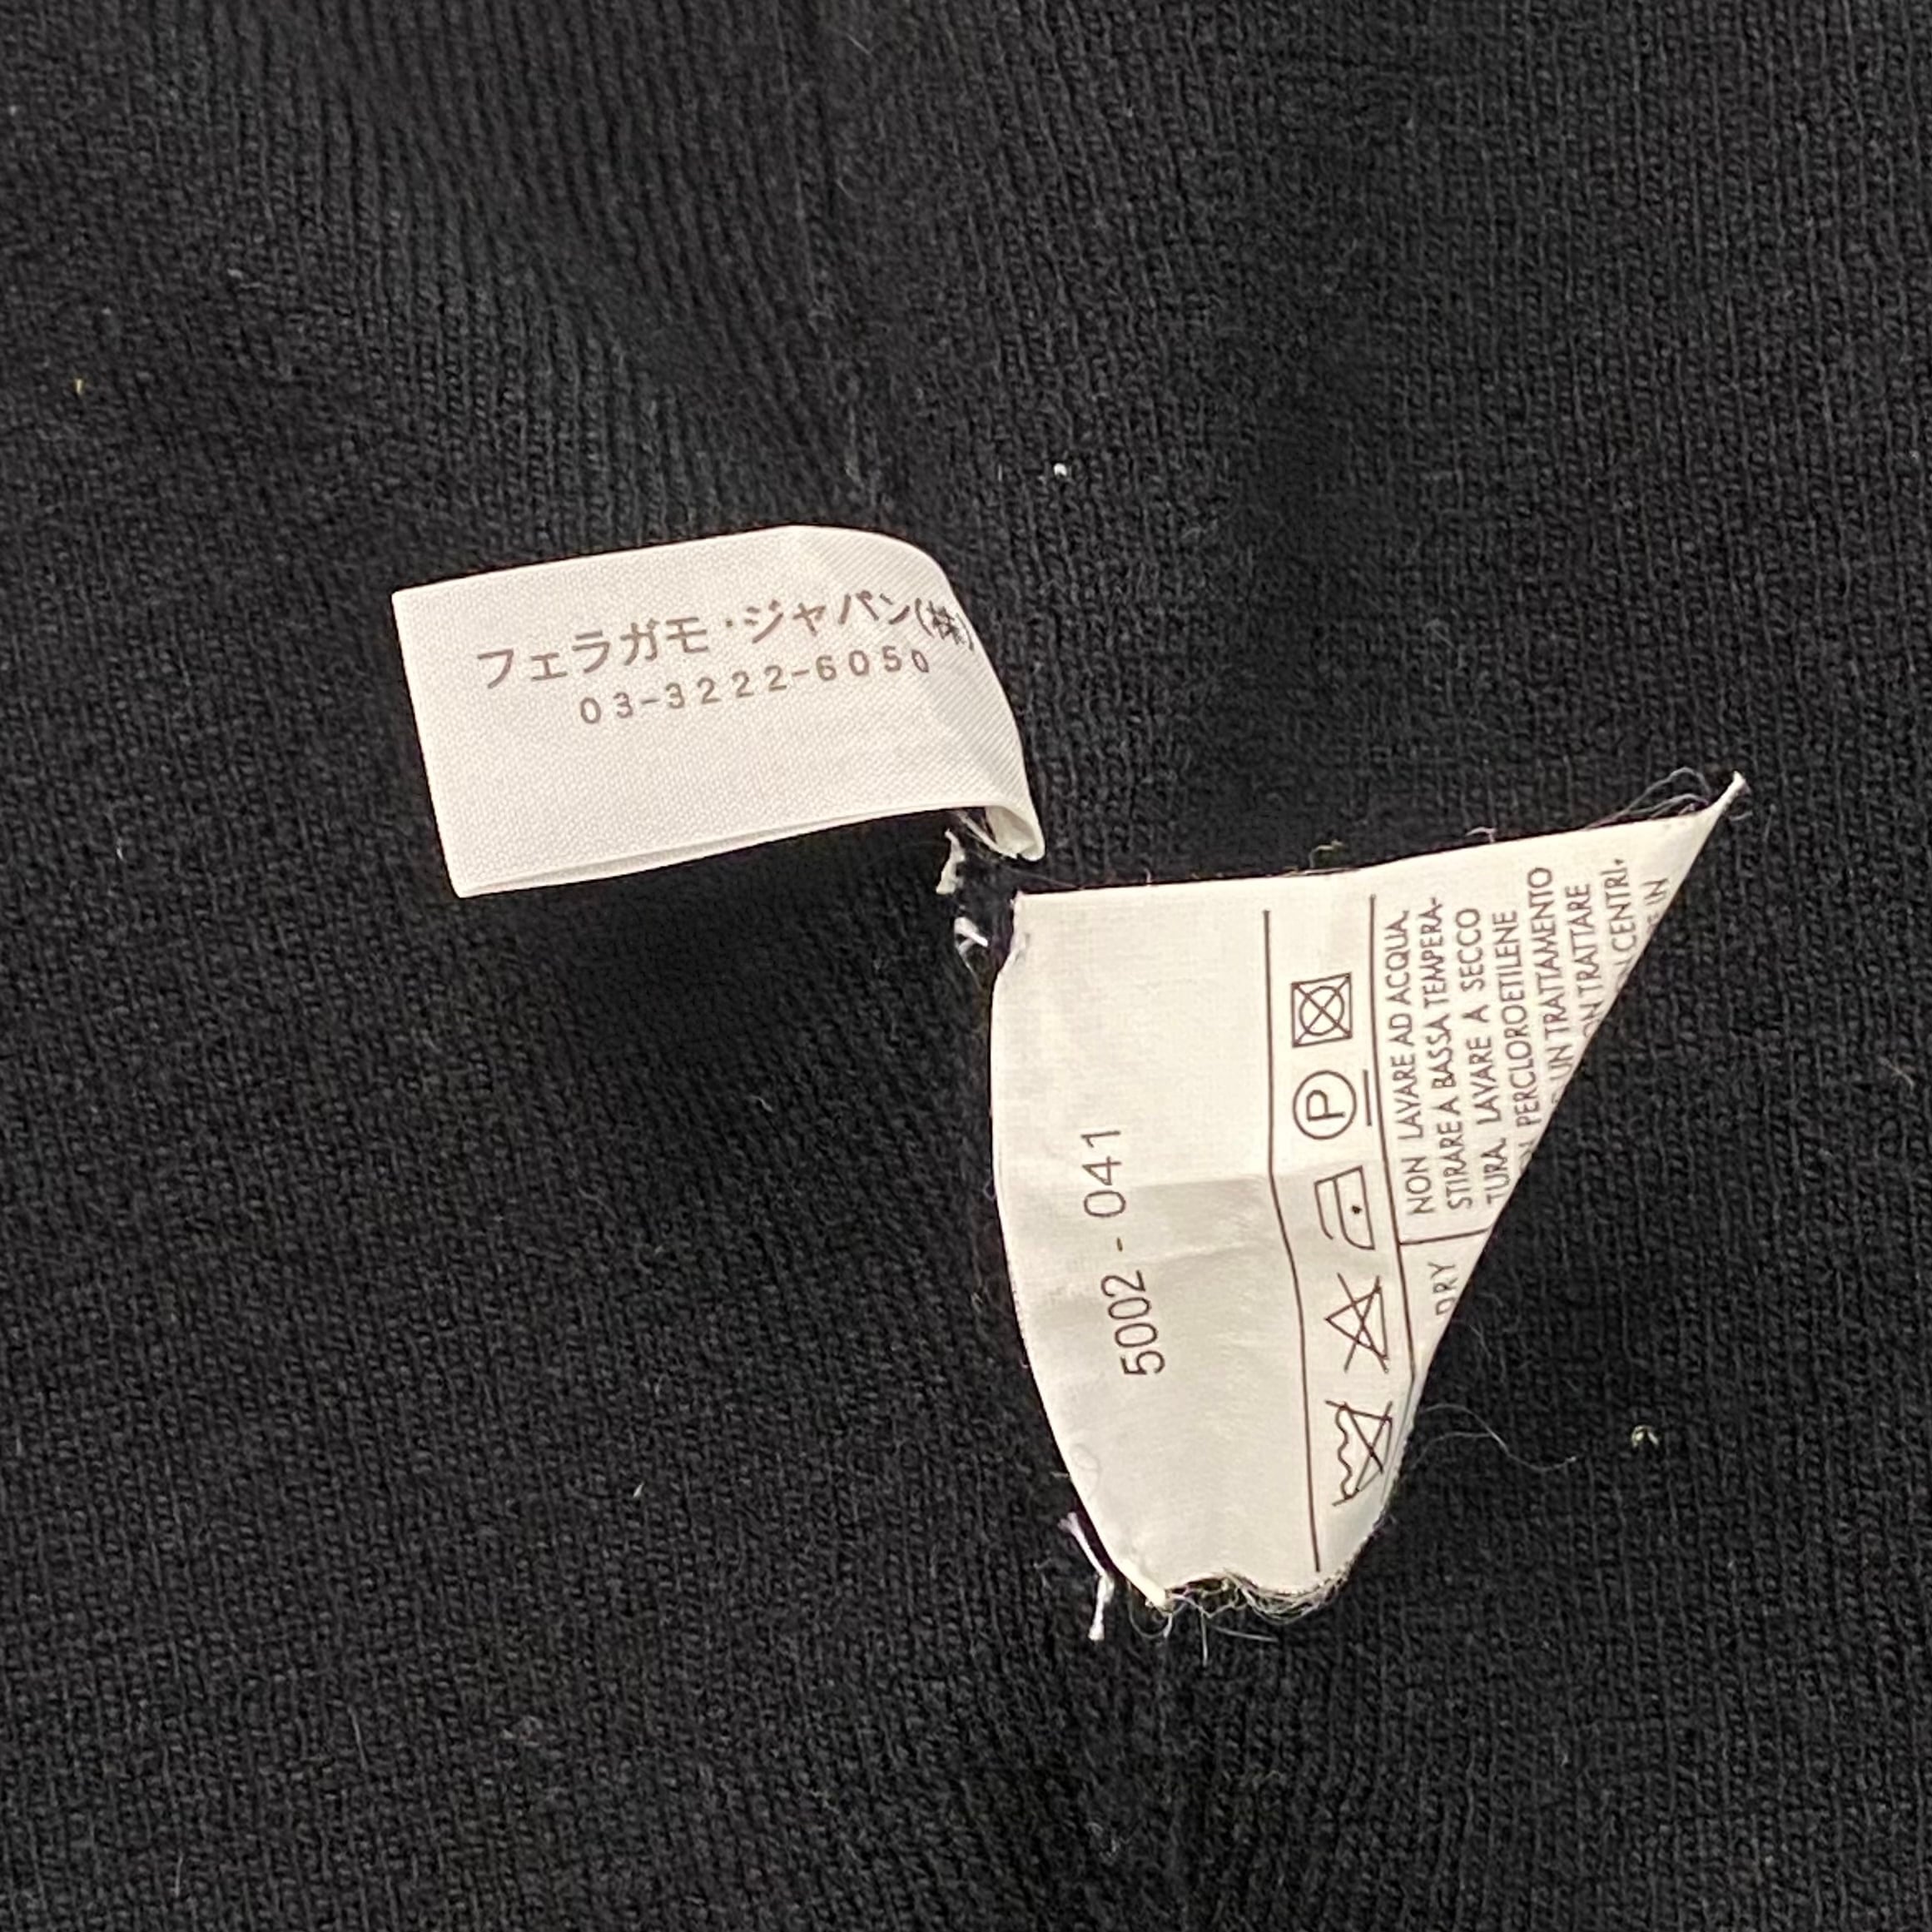 フェラガモ・ジャパン(株)
03-3222-6050
5002-041
P
NON LAVARE AD ACQUA.
STIRARE A BASSA TEMPERA-
TURA. LAVARE A SECCO
PERCLOROETILENE
UN TRATTAMENTO
TRATTARE
CENTRI.
IN
DRY